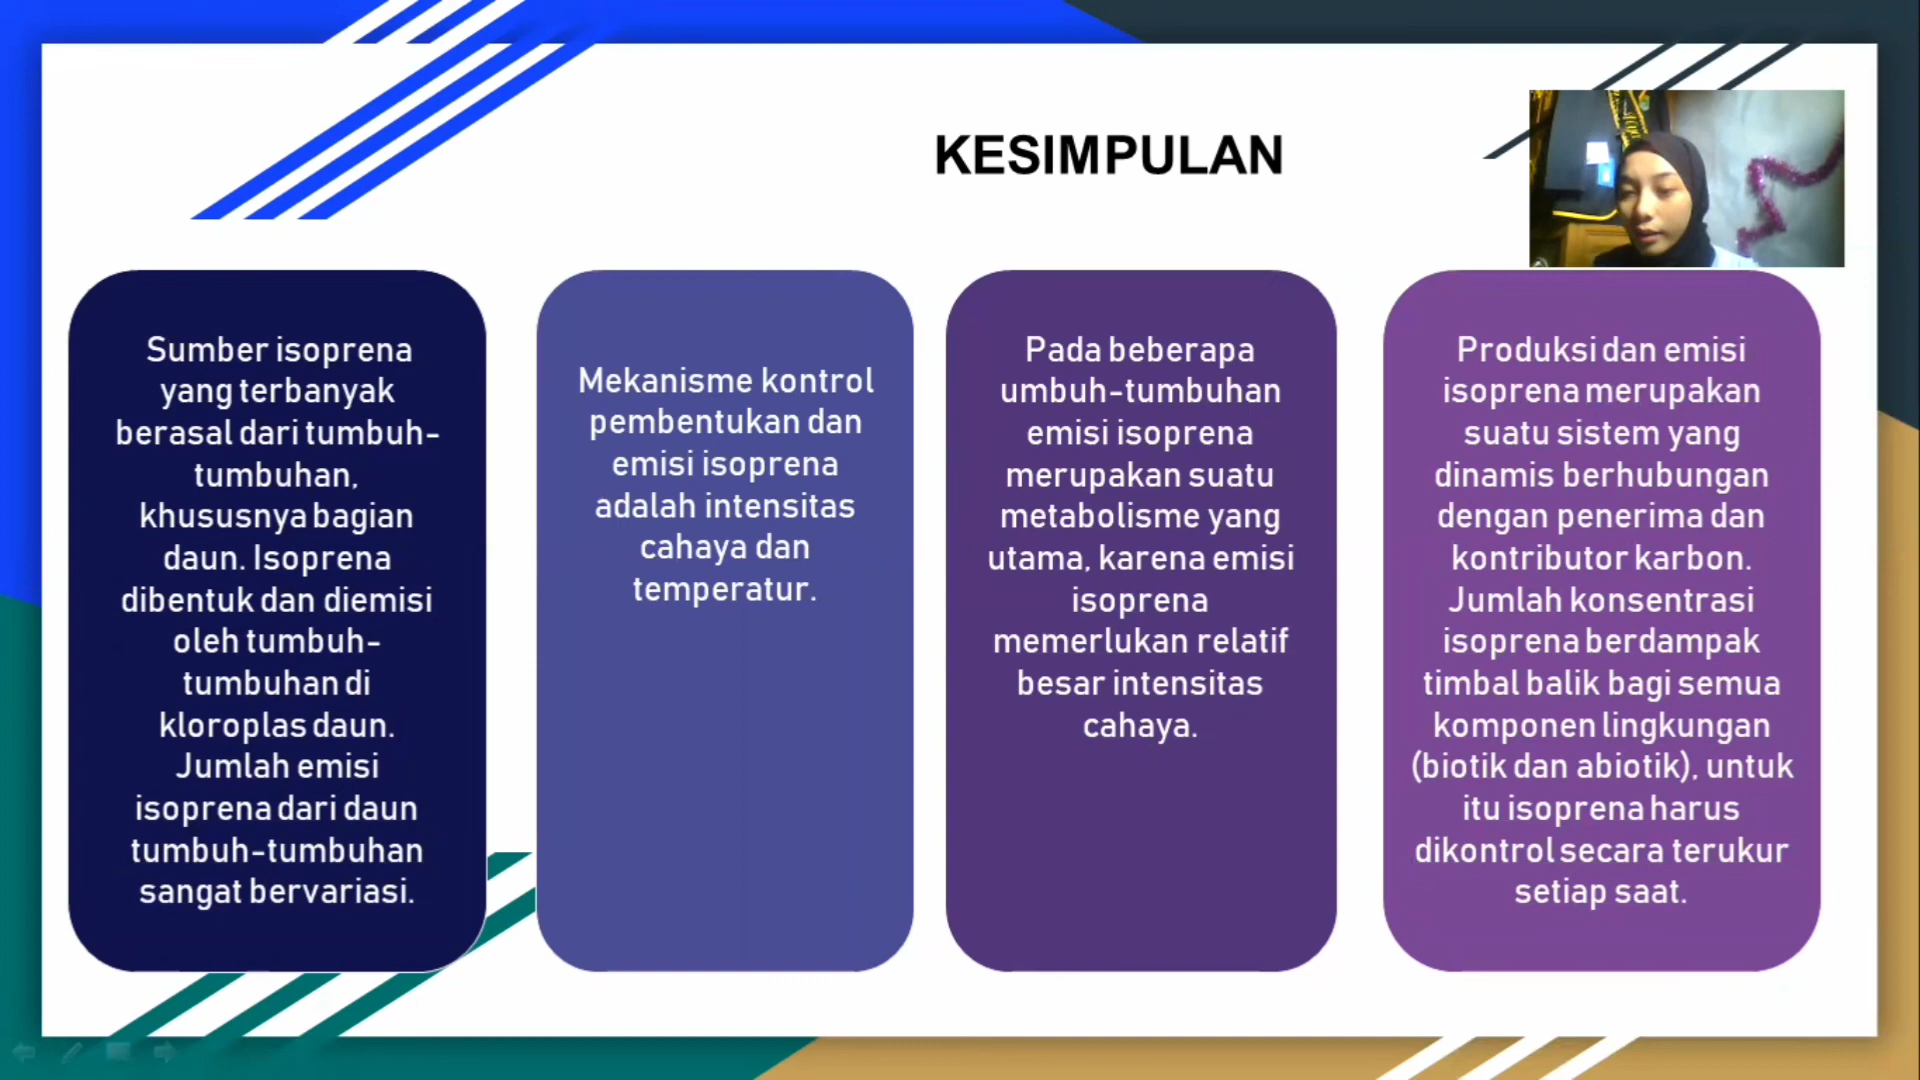 KESIMPULAN
Sumber isoprena
yang terbanyak
berasal dari tumbuh-
tumbuhan,
khususnya bagian
daun. Isoprena
dibentuk dan diemisi
oleh tumbuh-
tumbuhan di
kloroplas daun.
Jumlah emisi
isoprena dari daun
tumbuh-tumbuhan
sangat bervariasi.
Mekanisme kontrol
pembentukan dan
emisi isoprena
adalah intensitas
cahaya dan
temperatur.
Pada beberapa
umbuh-tumbuhan
emisi isoprena
merupakan suatu
metabolisme yang
utama, karena emisi
isoprena
memerlukan relatif
besar intensitas
cahaya.
Produksi dan emisi
isoprena merupakan
suatu sistem yang
dinamis berhubungan
dengan penerima dan
kontributor karbon.
Jumlah konsentrasi
isoprena berdampak
timbal balik bagi semua
komponen lingkungan
(biotik dan abiotik), untuk
itu isoprena harus
dikontrol secara terukur
setiap saat.